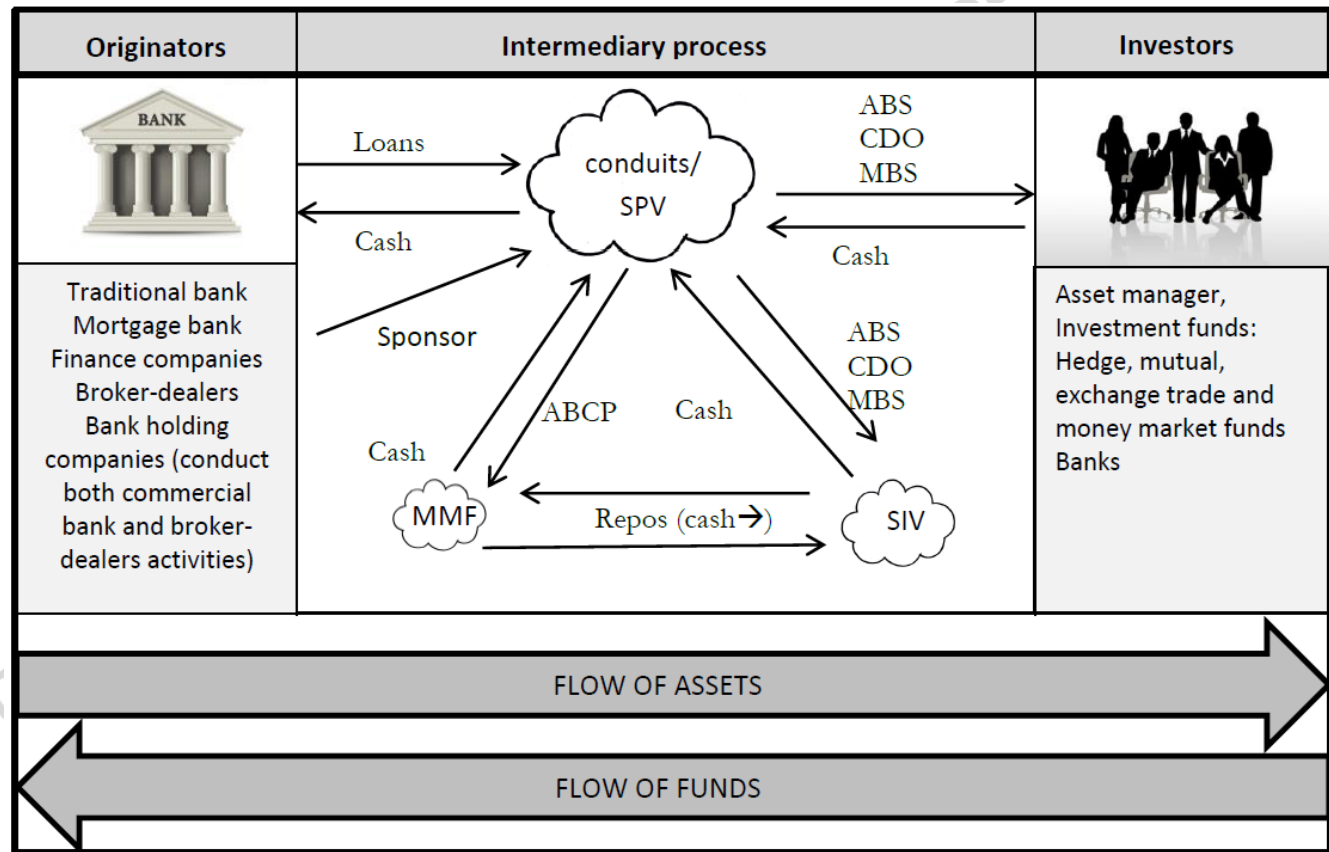 Originators
Intermediary process
Investors
BANK
Loans
Cash
conduits/
SPV
ABS
CDO
MBS
Cash
Traditional bank
Mortgage bank
Finance companies
Broker-dealers
Bank holding
companies (conduct
both commercial
bank and broker-
dealers activities)
Sponsor
Cash
ABCP
Cash
ABS
CDO
MBS
MMF
Repos (cash→)
SIV
Asset manager,
Investment funds:
Hedge, mutual,
exchange trade and
money market funds
Banks
FLOW OF ASSETS
FLOW OF FUNDS